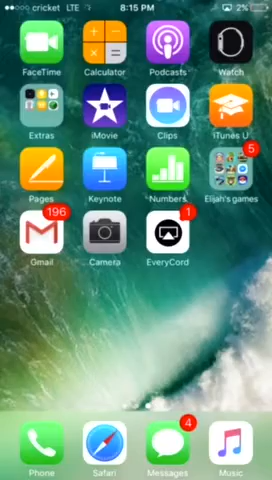 cricket LTE 8:15 PM 2%
FaceTime Calculator Podcasts Watch
Extras iMovie Clips iTunes U
5
Pages Keynote Numbers Elijah's games
196 1
Gmail Camera EveryCord
4
Phone Safari Messages Music